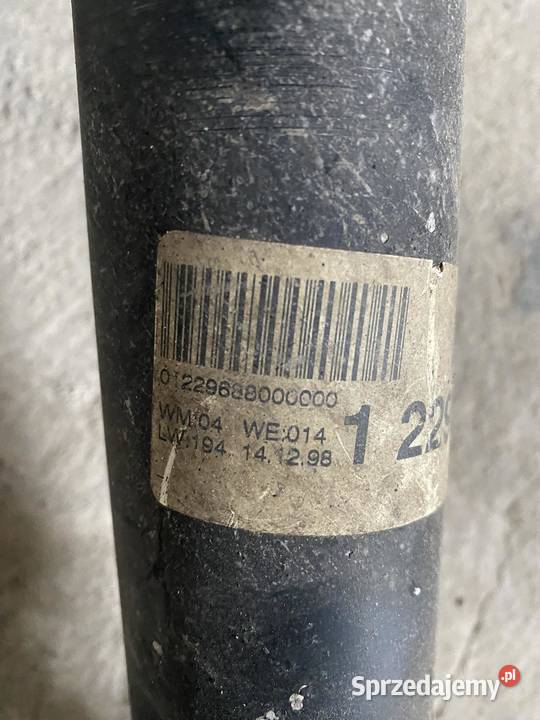 01229688000000
WM:04 WE:014
LW:194 14.12.98
1 229
Sprzedajemy.pl